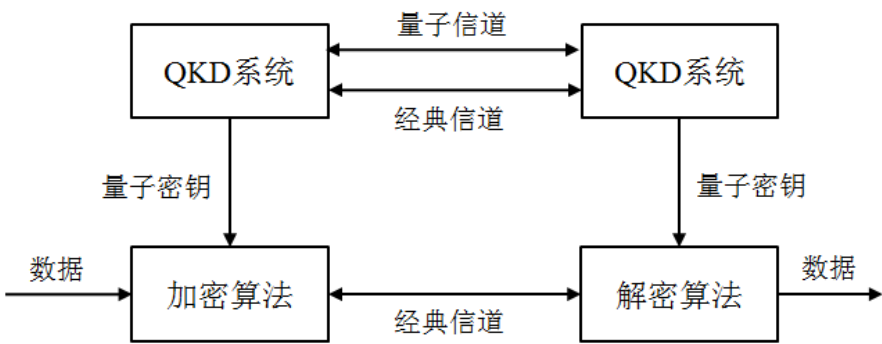 量子信道
QKD系统
QKD系统
经典信道
量子密钥
量子密钥
数据
加密算法
解密算法
数据
经典信道